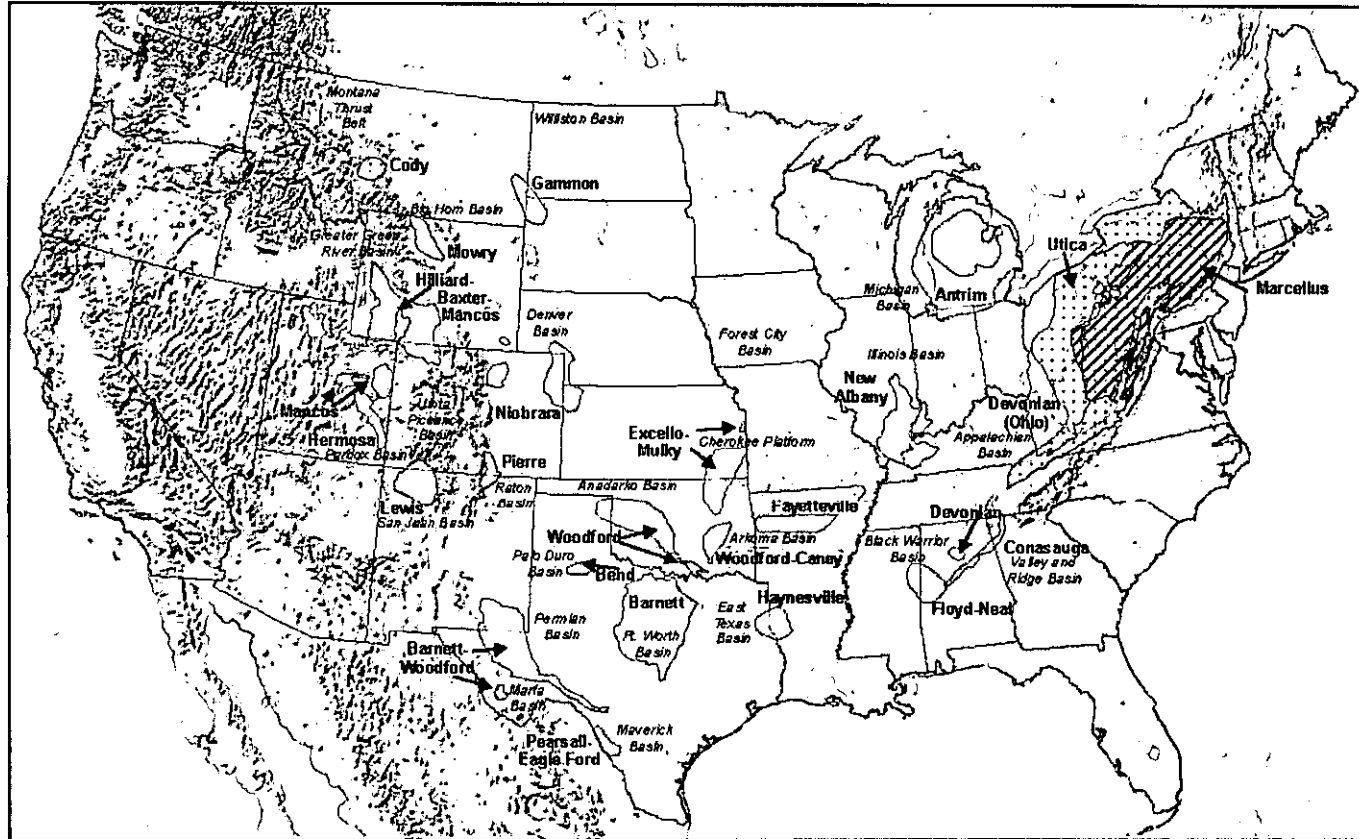 Montana
Thrust
Belt
Cody
Williston Basin
Gammon
Big Horn Basin
Greater Green
River Basin
Mowry
Hilliard-
Baxter-
Mancos
Denver
Basin
Forest City
Basin
Michigan
Basin
Antrim
Utica
Marcellus
Illinois Basin
New
Albany
Devonian
(Ohio)
Appalachian
Basin
Mancos
Hermosa
Paradox Basin
Uinta
Piceance
Basin
Niobrara
Excello-
Mulky
Cherokee Platform
Pierre
Raton
Basin
Anadarko Basin
Lewis
San Juan Basin
Fayetteville
Devonian
Woodford
Arkoma Basin
Woodford-Caney
Black Warrior
Basin
Conasauga
Valley and
Ridge Basin
Palo Duro
Basin
Bend
Barnett
Ft. Worth
Basin
Haynesville
East
Texas
Basin
Floyd-Neal
Permian
Basin
Barnett-
Woodford
Marfa
Basin
Pearsall-
Eagle Ford
Maverick
Basin